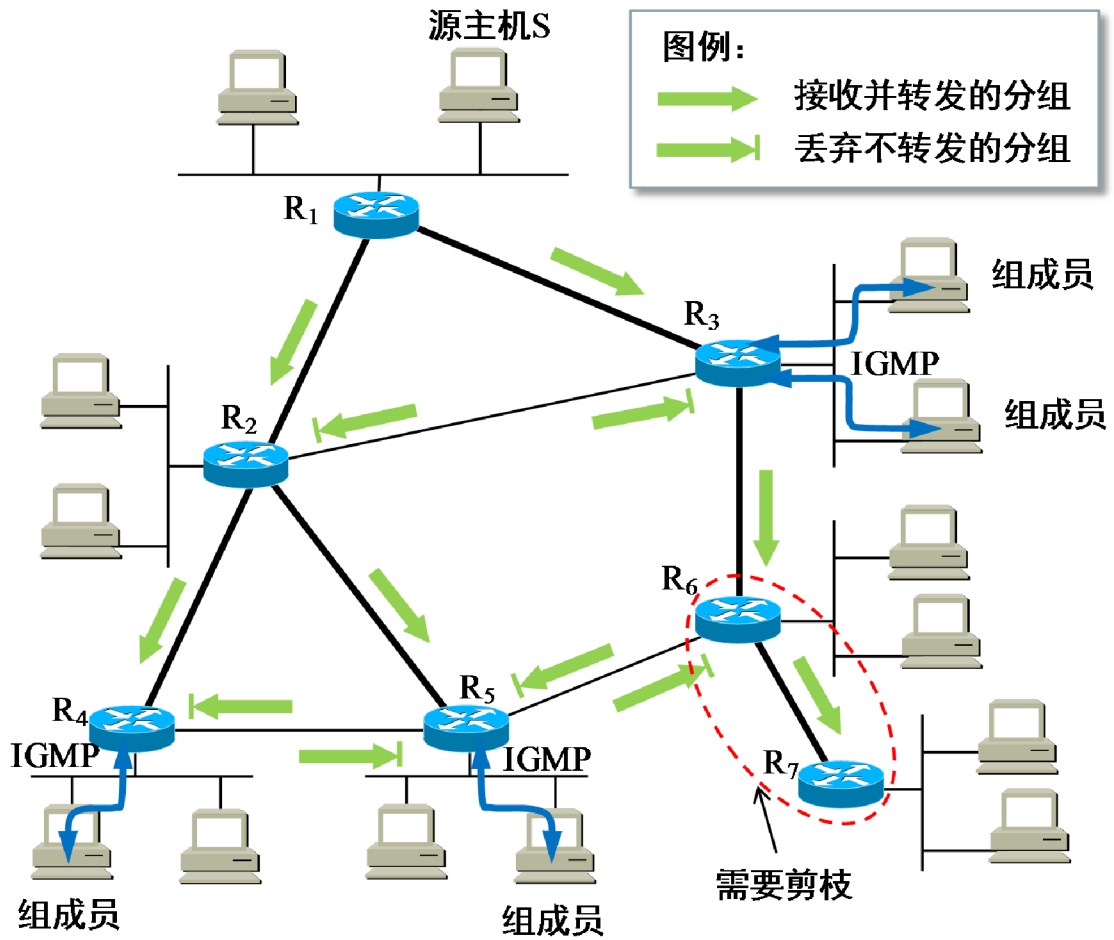 源主机S
图例：
接收并转发的分组
丢弃不转发的分组
R1
R3
组成员
IGMP
组成员
R2
R6
R4
IGMP
R5
IGMP
R7
需要剪枝
组成员
组成员